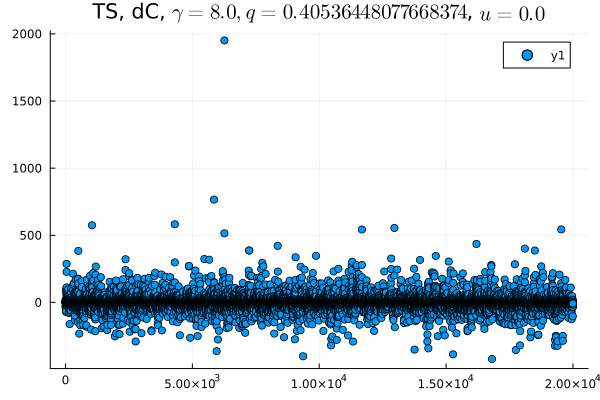 TS, dC, γ = 8.0, q = 0.40536448077668374, u = 0.0
y1
2000
1500
1000
500
0
0 5.00×10³ 1.00×10⁴ 1.50×10⁴ 2.00×10⁴